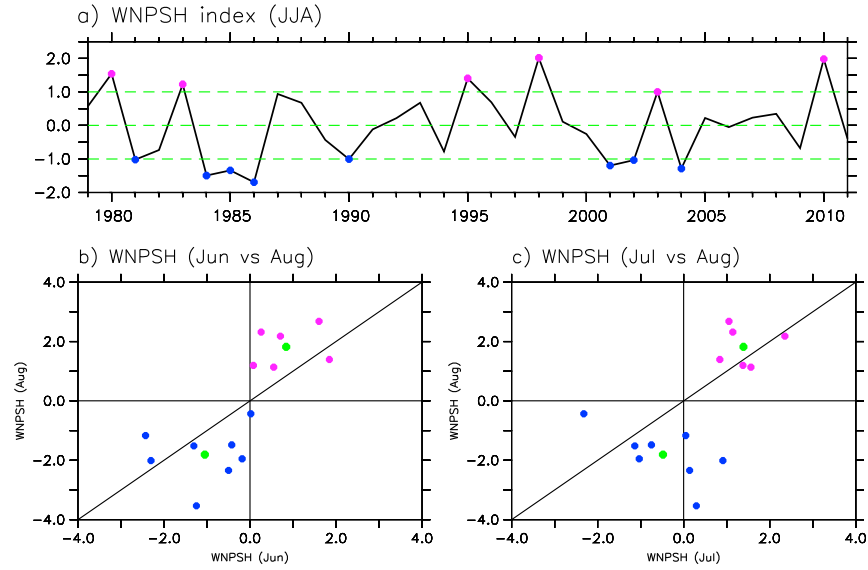 a) WNPSH index (JJA)
2.0
1.0
0.0
-1.0
-2.0
1980 1985 1990 1995 2000 2005 2010
b) WNPSH (Jun vs Aug)
4.0
2.0
0.0
-2.0
-4.0
WNPSH (Aug)
-4.0 -2.0 0.0 2.0 4.0
WNPSH (Jun)
c) WNPSH (Jul vs Aug)
4.0
2.0
0.0
-2.0
-4.0
WNPSH (Aug)
-4.0 -2.0 0.0 2.0 4.0
WNPSH (Jul)